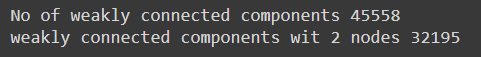 No of weakly connected components 45558
weakly connected components wit 2 nodes 32195